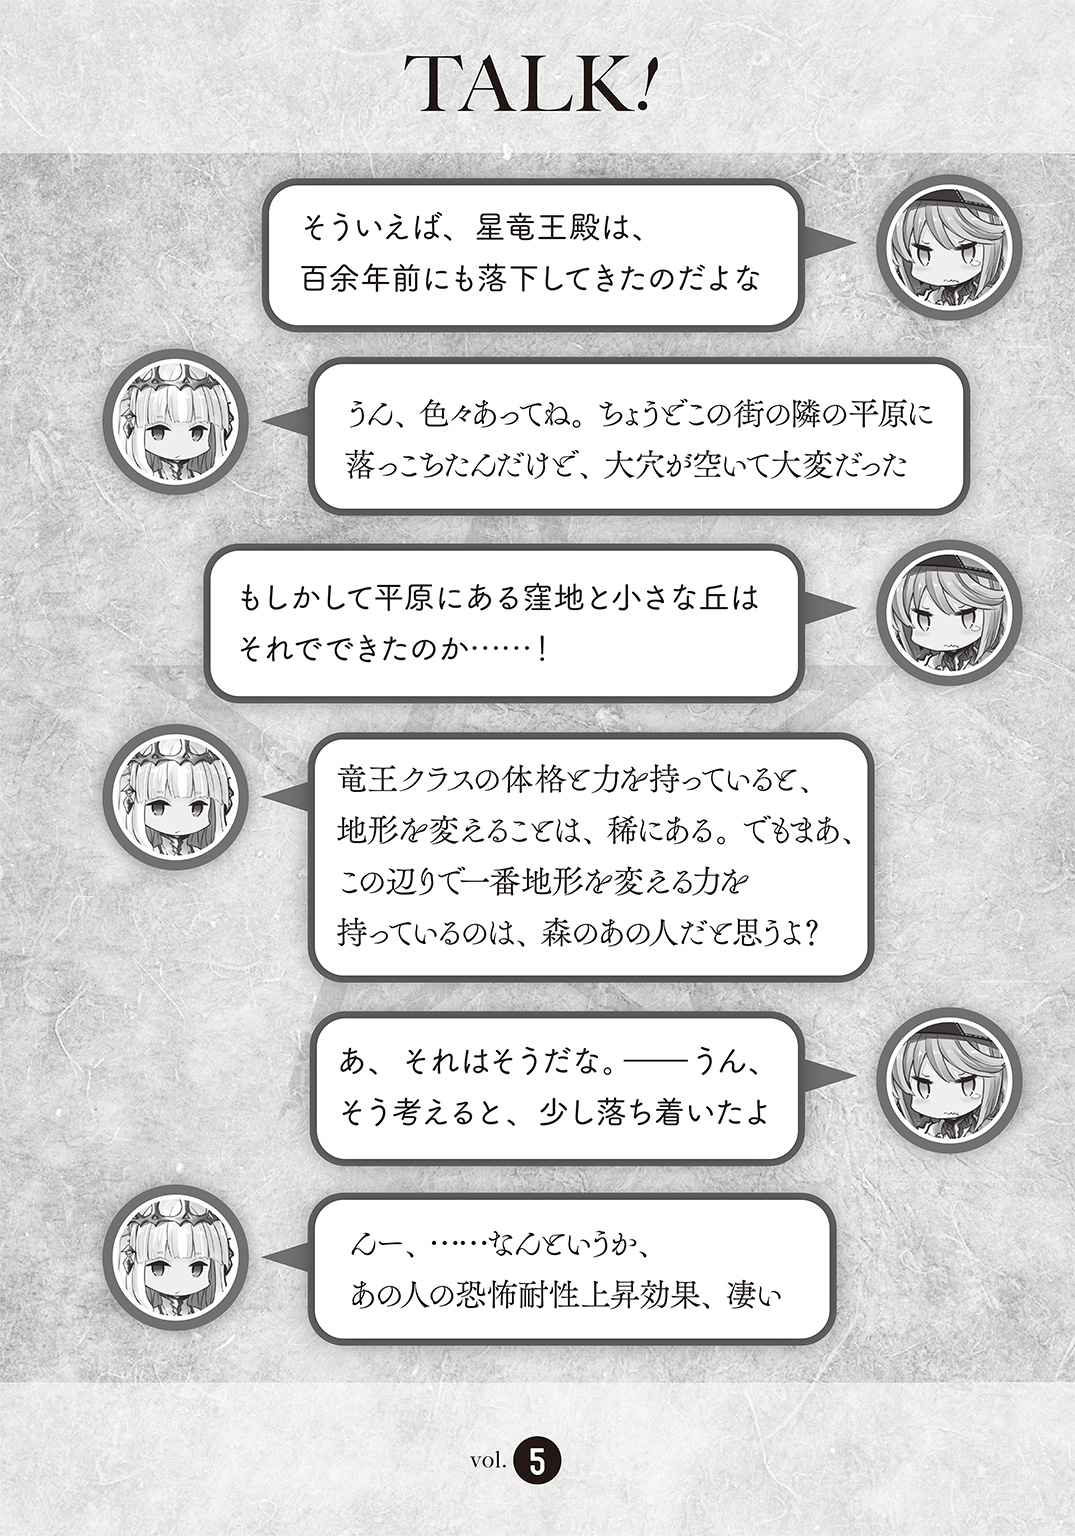 TALK!
そういえば、星竜王殿は、
百余年前にも落下してきたのだよな
うん、色々あってね。ちょうどこの街の隣の平原に
落っこちたんだけど、大穴が空いて大変だった
もしかして平原にある窪地と小さな丘は
それでできたのか……！
竜王クラスの体格と力を持っていると、
地形を変えることは、稀にある。でもまあ、
この辺りで一番地形を変える力を
持っているのは、森のあの人だと思うよ？
あ、それはそうだな。――うん、
そう考えると、少し落ち着いたよ
んー、……なんというか、
あの人の恐怖耐性上昇効果、凄い
vol. 5